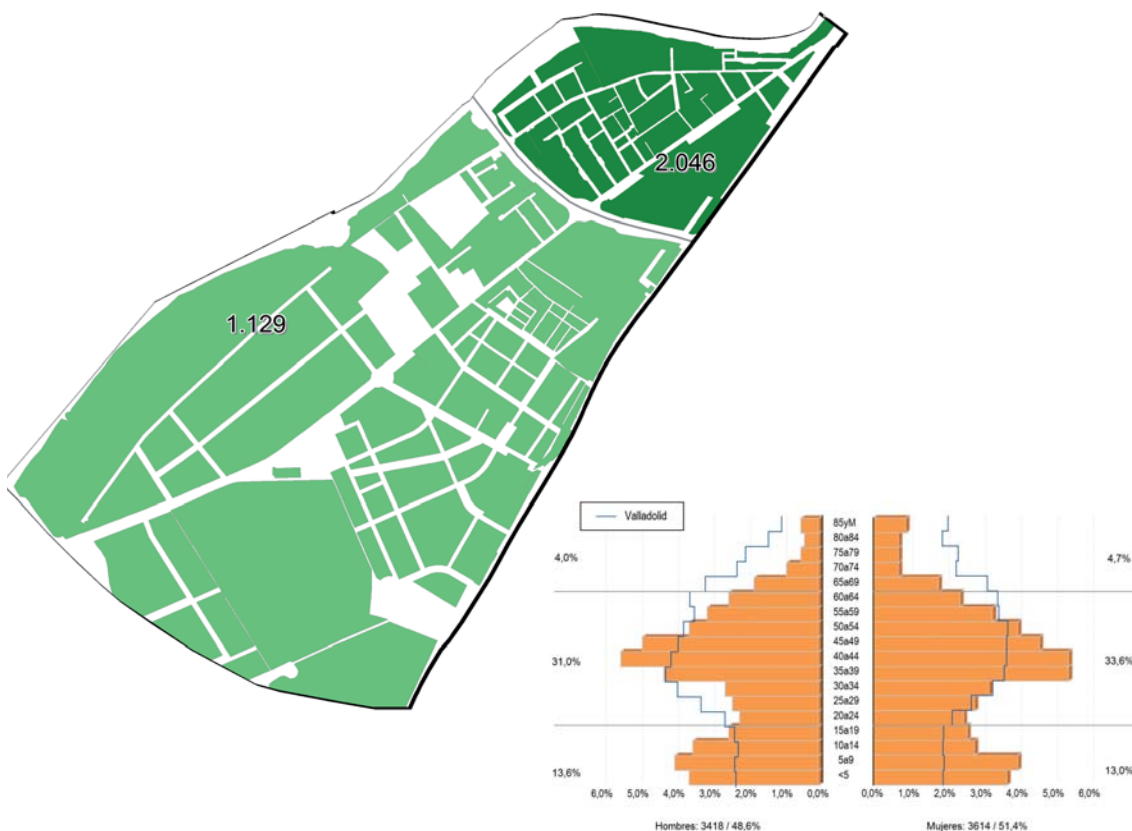 2.046
1.129
Valladolid
85yM
80a84
4,0% 75a79 4,7%
70a74
65a69
60a64
55a59
50a54
45a49
31,0% 40a44 33,6%
35a39
30a34
25a29
20a24
15a19
10a14
13,6% 5a9 13,0%
<5
6,0% 5,0% 4,0% 3,0% 2,0% 1,0% 0,0% 0,0% 1,0% 2,0% 3,0% 4,0% 5,0% 6,0%
Hombres: 3418 / 48,6% Mujeres: 3614 / 51,4%